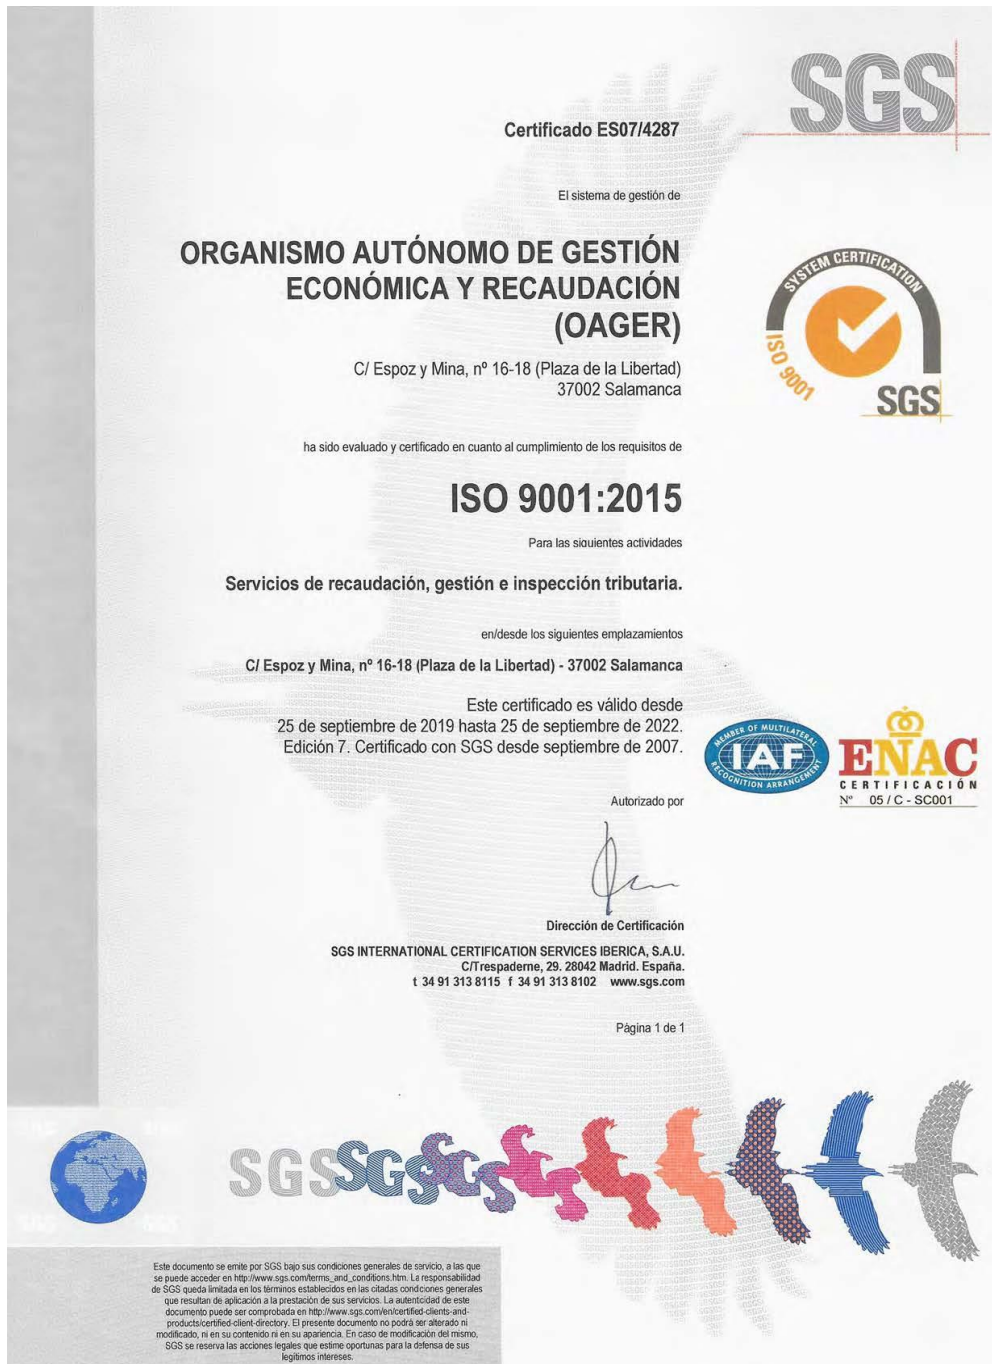 SGS
Certificado ES07/4287
El sistema de gestión de
ORGANISMO AUTÓNOMO DE GESTIÓN
ECONÓMICA Y RECAUDACIÓN
(OAGER)
C/ Espoz y Mina, nº 16-18 (Plaza de la Libertad)
37002 Salamanca
SYSTEM CERTIFICATION
ISO 9001
SGS
ha sido evaluado y certificado en cuanto al cumplimiento de los requisitos de
ISO 9001:2015
Para las siguientes actividades
Servicios de recaudación, gestión e inspección tributaria.
en/desde los siguientes emplazamientos
C/ Espoz y Mina, nº 16-18 (Plaza de la Libertad) - 37002 Salamanca
Este certificado es válido desde
25 de septiembre de 2019 hasta 25 de septiembre de 2022.
Edición 7. Certificado con SGS desde septiembre de 2007.
MEMBER OF MULTILATERAL
IAF
RECOGNITION ARRANGEMENT
ENAC
CERTIFICACIÓN
Nº 05 / C - SC001
Autorizado por
Dirección de Certificación
SGS INTERNATIONAL CERTIFICATION SERVICES IBERICA, S.A.U.
C/Trespaderne, 29. 28042 Madrid. España.
t 34 91 313 8115 f 34 91 313 8102 www.sgs.com
Página 1 de 1
SGSSGSSGS
Este documento se emite por SGS bajo sus condiciones generales de servicio, a las que
se puede acceder en http://www.sgs.com/terms_and_conditions.htm. La responsabilidad
de SGS queda limitada en los términos establecidos en las citadas condiciones generales
que resultan de aplicación a la prestación de sus servicios. La autenticidad de este
documento puede ser comprobada en http://www.sgs.com/en/certified-clients-and-
products/certified-client-directory. El presente documento no podrá ser alterado ni
modificado, ni en su contenido ni en su apariencia. En caso de modificación del mismo,
SGS se reserva las acciones legales que estime oportunas para la defensa de sus
legítimos intereses.